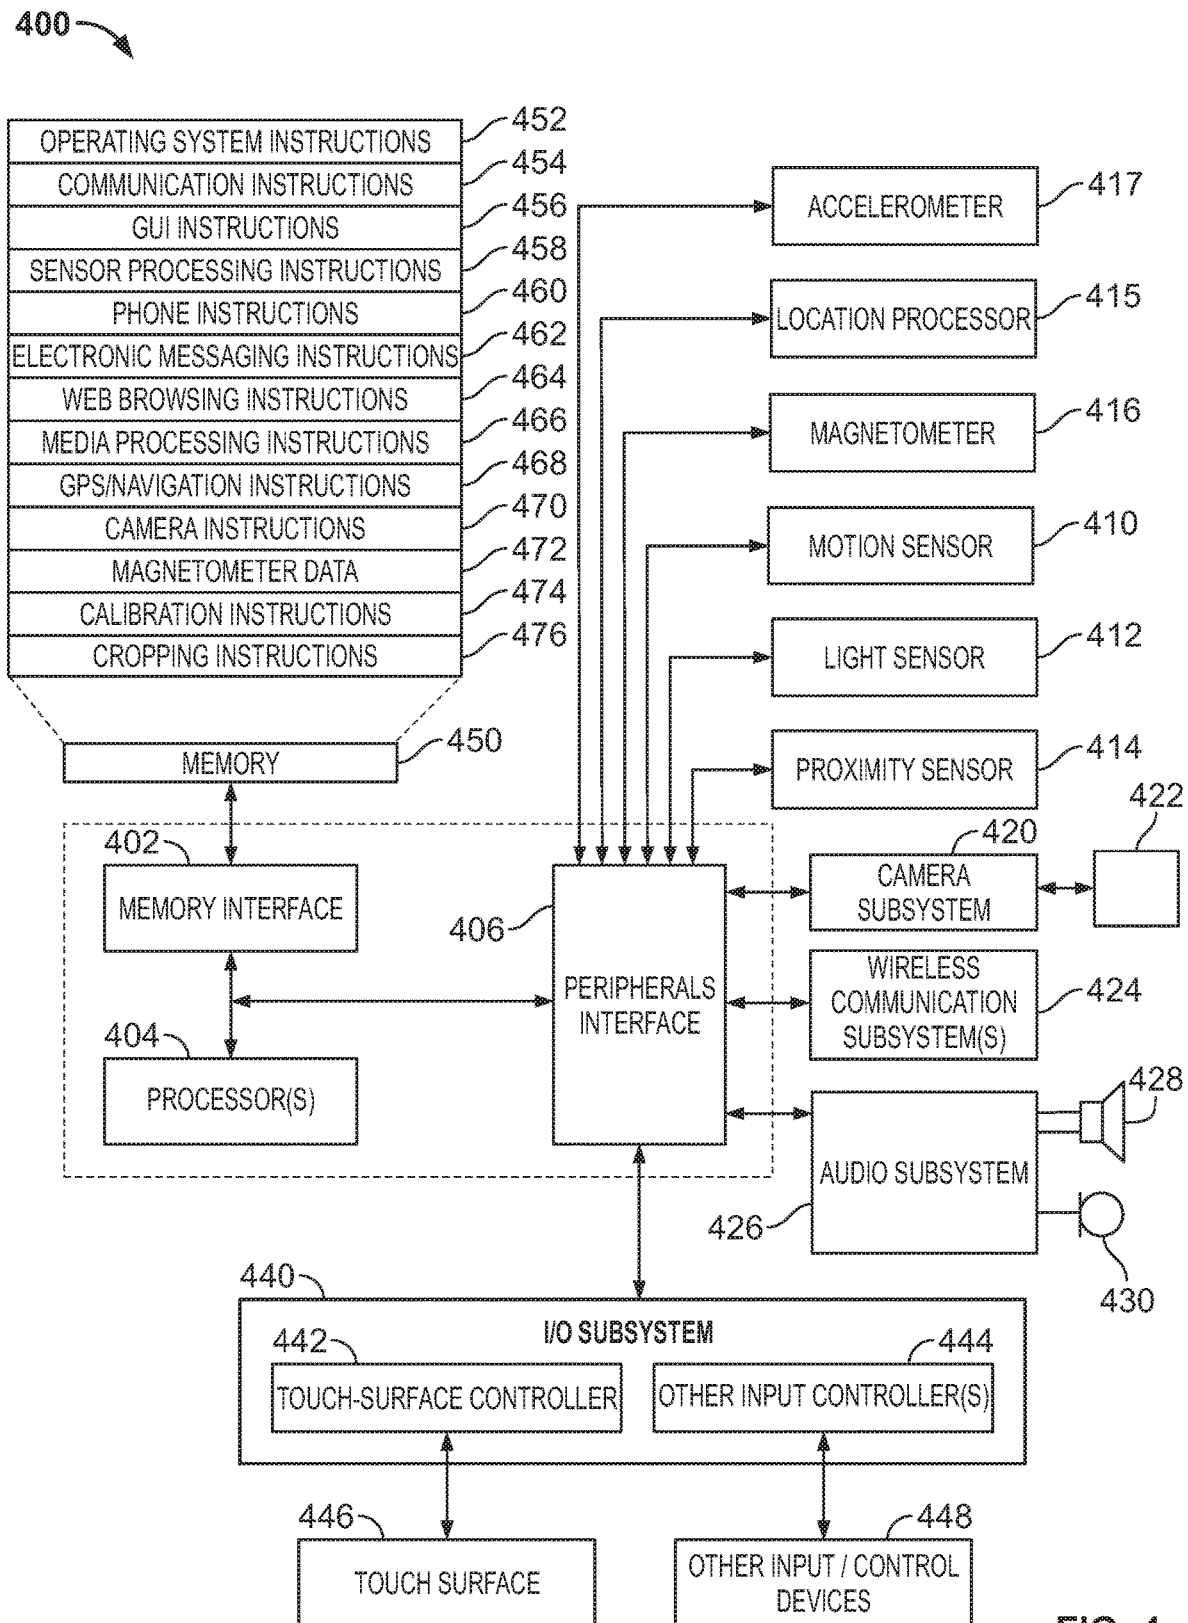 400
OPERATING SYSTEM INSTRUCTIONS
452
COMMUNICATION INSTRUCTIONS
454
GUI INSTRUCTIONS
456
SENSOR PROCESSING INSTRUCTIONS
458
PHONE INSTRUCTIONS
460
ELECTRONIC MESSAGING INSTRUCTIONS
462
WEB BROWSING INSTRUCTIONS
464
MEDIA PROCESSING INSTRUCTIONS
466
GPS/NAVIGATION INSTRUCTIONS
468
CAMERA INSTRUCTIONS
470
MAGNETOMETER DATA
472
CALIBRATION INSTRUCTIONS
474
CROPPING INSTRUCTIONS
476
MEMORY
450
ACCELEROMETER
417
LOCATION PROCESSOR
415
MAGNETOMETER
416
MOTION SENSOR
410
LIGHT SENSOR
412
PROXIMITY SENSOR
414
402
MEMORY INTERFACE
404
PROCESSOR(S)
406
PERIPHERALS
INTERFACE
420
CAMERA
SUBSYSTEM
422
WIRELESS
COMMUNICATION
SUBSYSTEM(S)
424
AUDIO SUBSYSTEM
426
428
430
440
I/O SUBSYSTEM
442
TOUCH-SURFACE CONTROLLER
444
OTHER INPUT CONTROLLER(S)
446
TOUCH SURFACE
448
OTHER INPUT / CONTROL
DEVICES